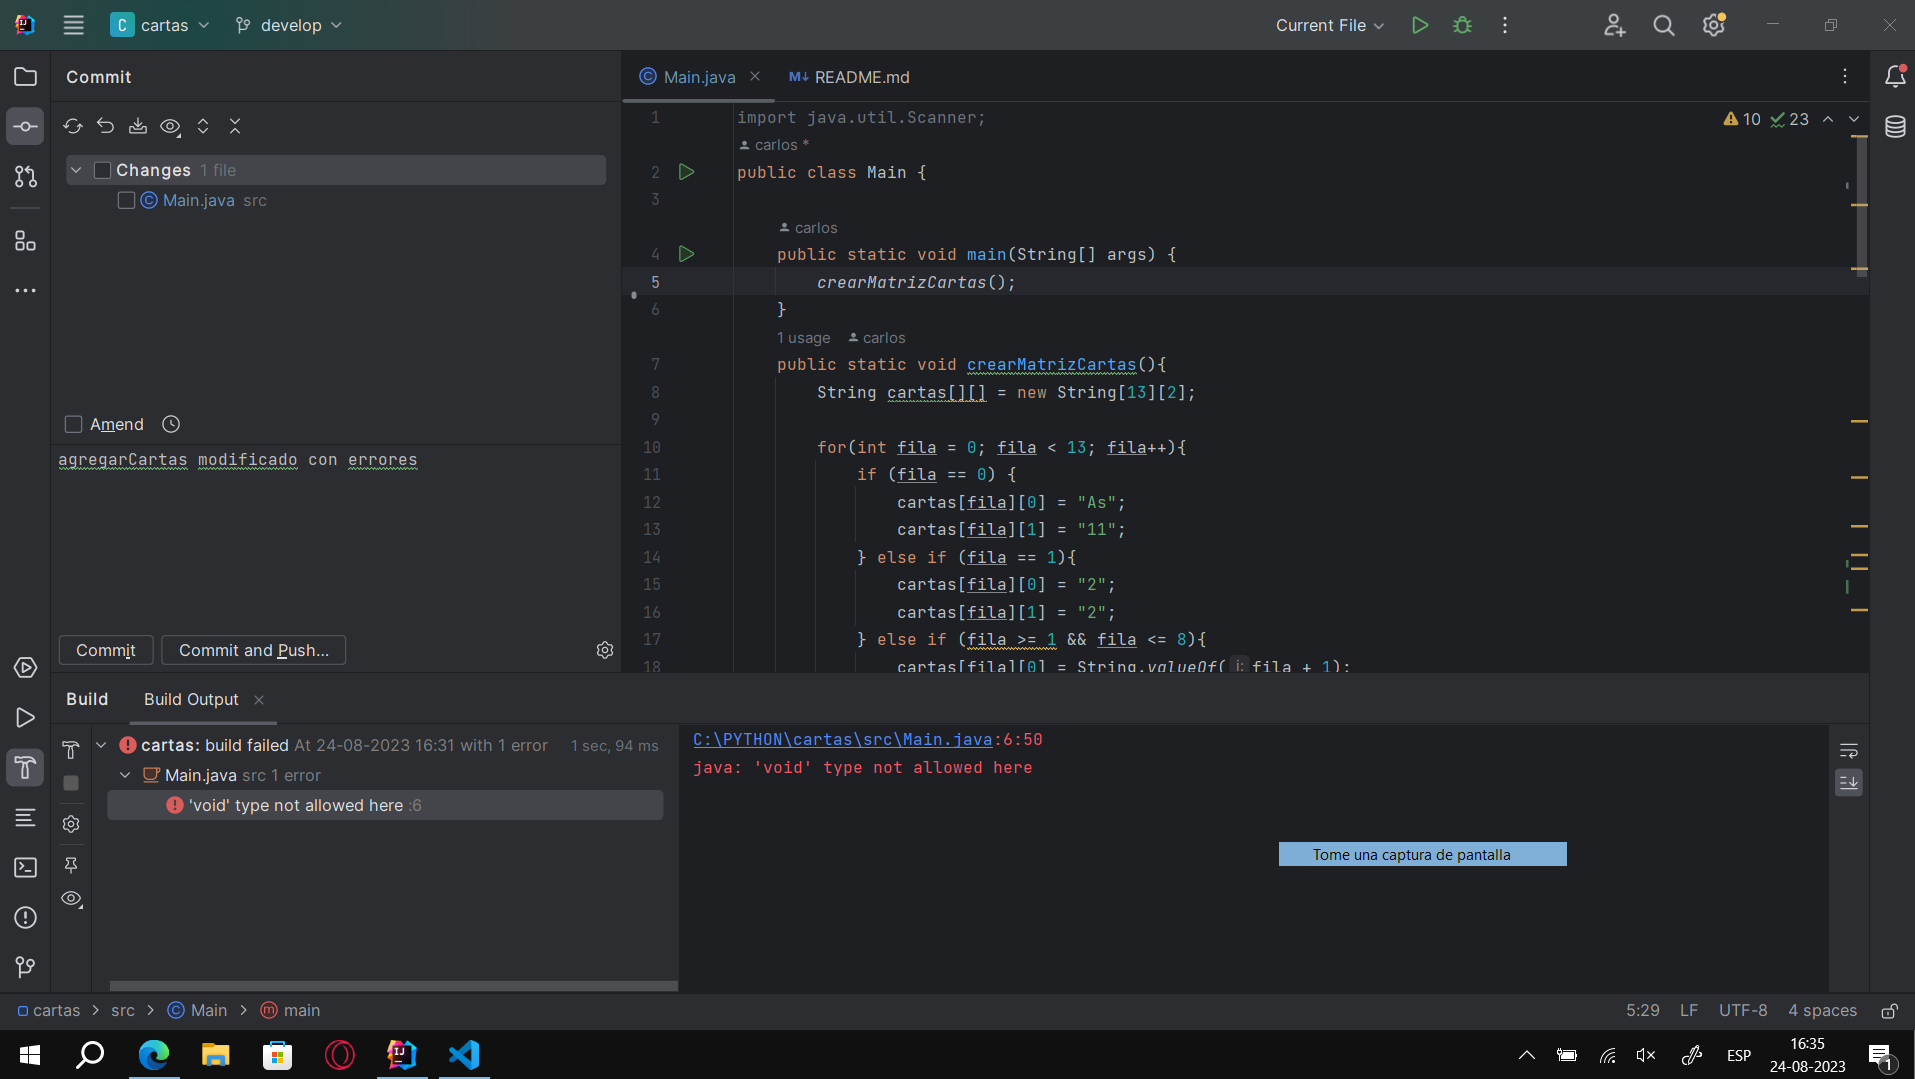 C cartas develop Current File
Commit
Main.java README.md
Changes 1 file
Main.java src
Amend
agregarCartas modificado con errores
Commit Commit and Push...
10 23
1 import java.util.Scanner;
carlos *
2 public class Main {
3
carlos
4 public static void main(String[] args) {
5 crearMatrizCartas();
6 }
1 usage carlos
7 public static void crearMatrizCartas(){
8 String cartas[][] = new String[13][2];
9
10 for(int fila = 0; fila < 13; fila++){
11 if (fila == 0) {
12 cartas[fila][0] = "As";
13 cartas[fila][1] = "11";
14 } else if (fila == 1){
15 cartas[fila][0] = "2";
16 cartas[fila][1] = "2";
17 } else if (fila >= 1 && fila <= 8){
18 cartas[fila][0] = String.valueOf( i: fila + 1);
Build Build Output
cartas: build failed At 24-08-2023 16:31 with 1 error 1 sec, 94 ms
Main.java src 1 error
'void' type not allowed here :6
C:\PYTHON\cartas\src\Main.java:6:50
java: 'void' type not allowed here
Tome una captura de pantalla
cartas > src > Main > main
5:29 LF UTF-8 4 spaces
ESP
16:35
24-08-2023
1